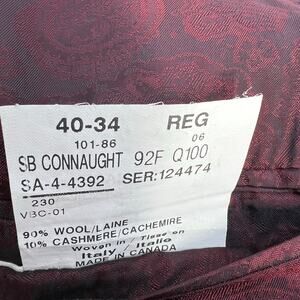 40-34 REG
101-86 06
SB CONNAUGHT 92F Q100
SA-4-4392 SER:124474
230
VBC-01
90% WOOL/LAINE
10% CASHMERE/CACHEMIRE
Woven in / Tisse en
Italy / Italie
MADE IN CANADA